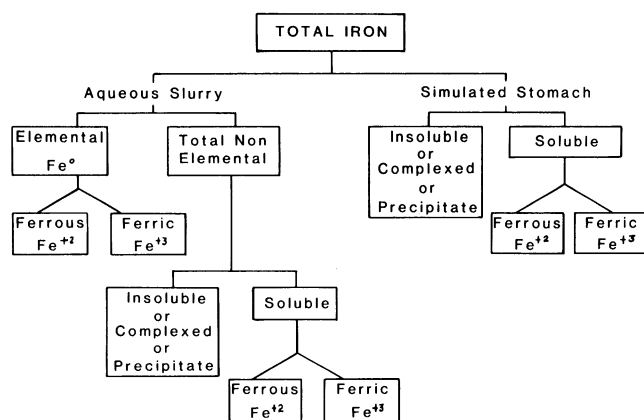 TOTAL IRON
Aqueous Slurry
Simulated Stomach
Elemental
Fe°
Total Non
Elemental
Insoluble
or
Complexed
or
Precipitate
Soluble
Ferrous
Fe+2
Ferric
Fe+3
Ferrous
Fe+2
Ferric
Fe+3
Insoluble
or
Complexed
or
Precipitate
Soluble
Ferrous
Fe+2
Ferric
Fe+3